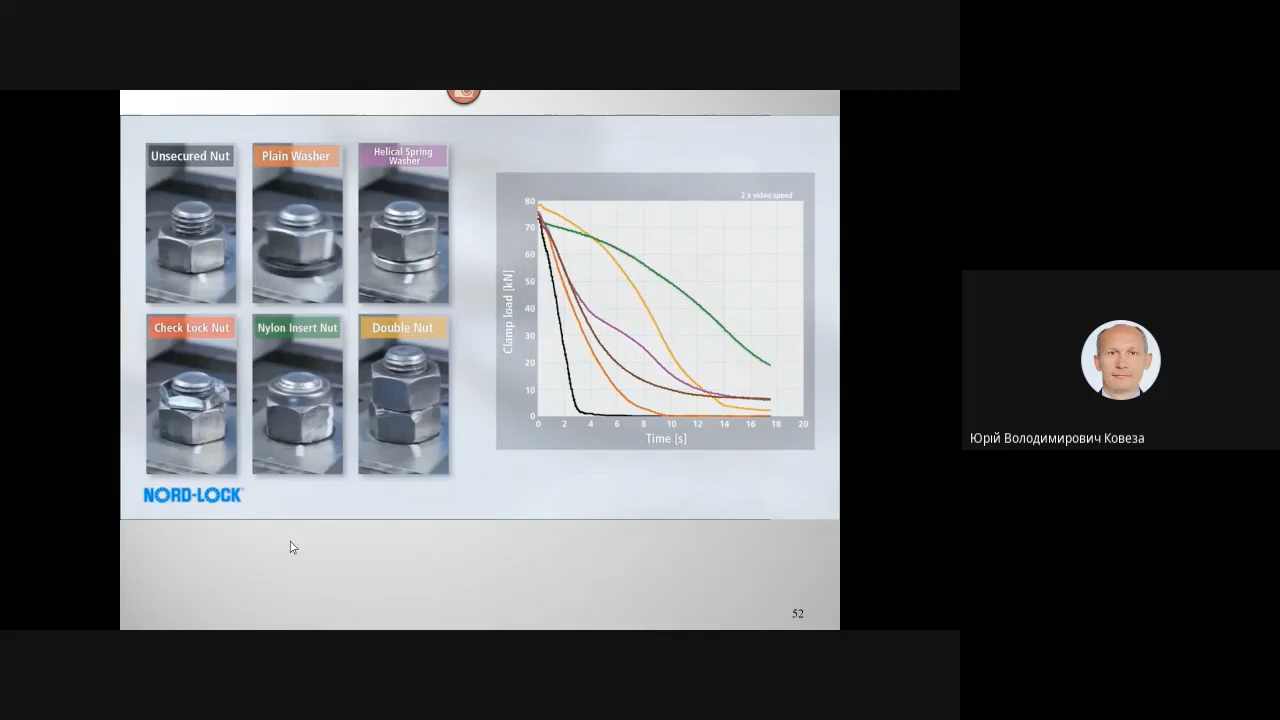 Unsecured Nut
Plain Washer
Helical Spring
Washer
Check Lock Nut
Nylon Insert Nut
Double Nut
NORD-LOCK
2 x video speed
Clamp load [kN]
80
70
60
50
40
30
20
10
0
0 2 4 6 8 10 12 14 16 18 20
Time [s]
52
Юрій Володимирович Ковеза